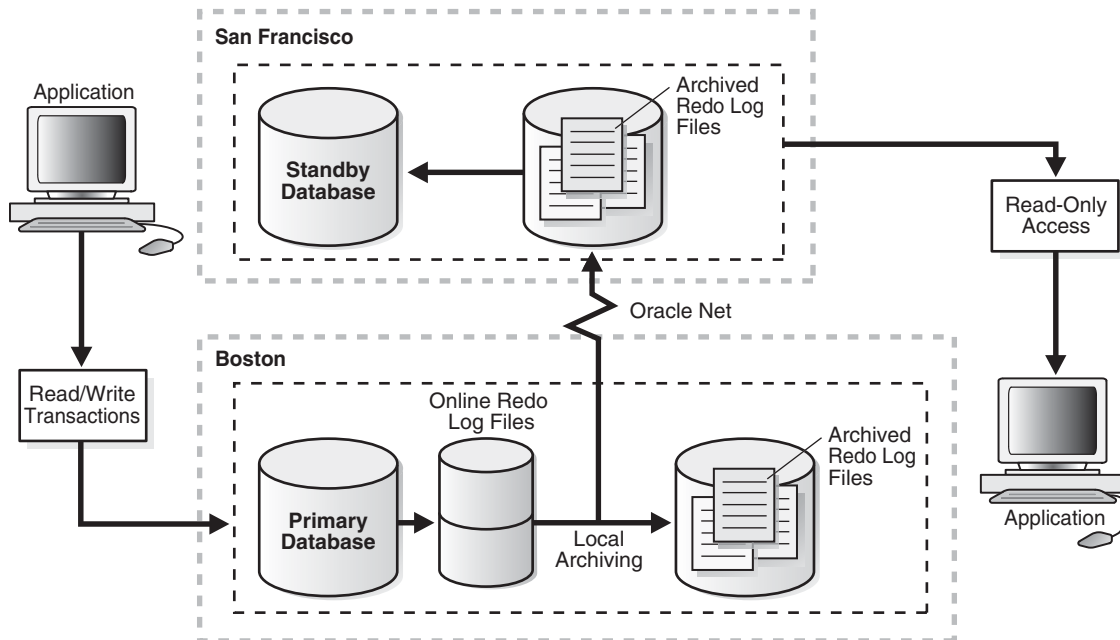 San Francisco
Application
Archived
Redo Log
Files
Standby
Database
Read-Only
Access
Oracle Net
Boston
Read/Write
Transactions
Online Redo
Log Files
Archived
Redo Log
Files
Primary
Database
Local
Archiving
Application